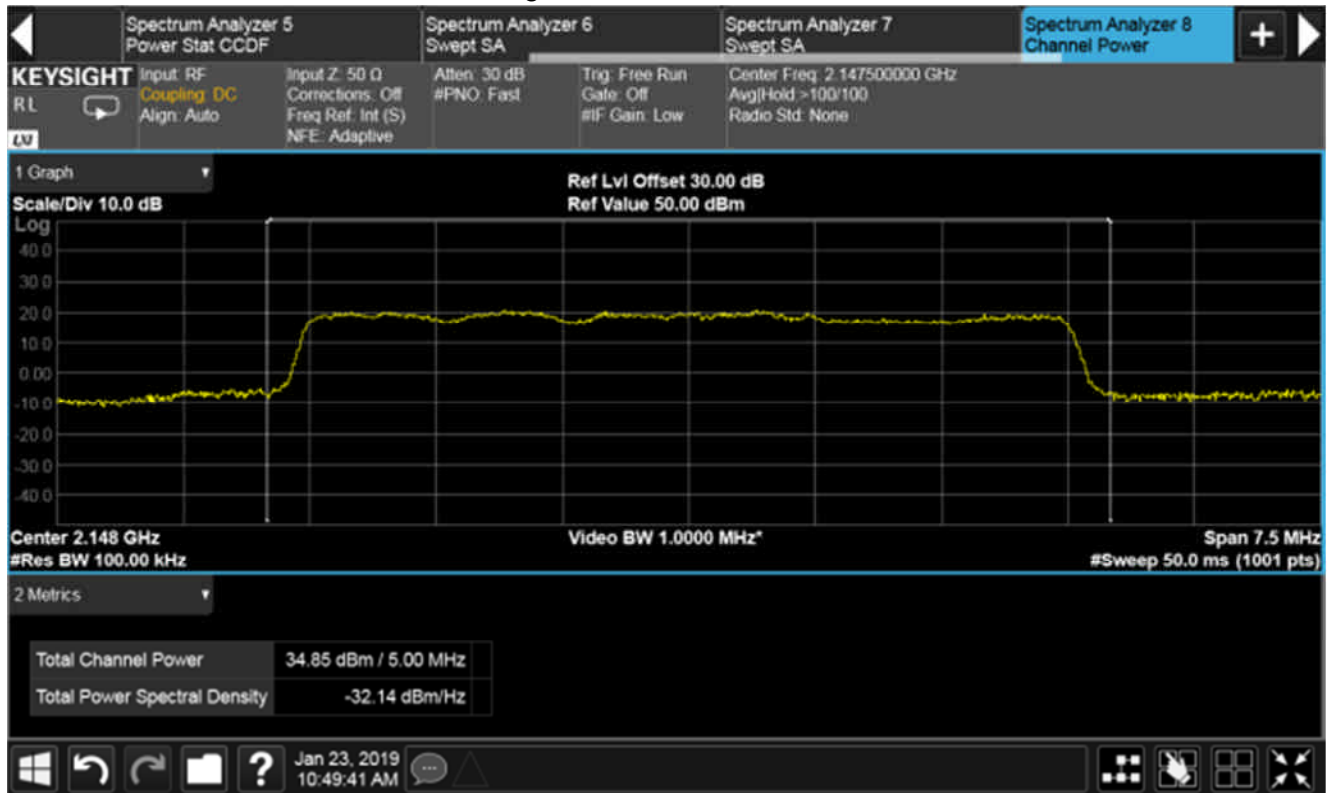 Spectrum Analyzer 5
Power Stat CCDF
Spectrum Analyzer 6
Swept SA
Spectrum Analyzer 7
Swept SA
Spectrum Analyzer 8
Channel Power
+
KEYSIGHT
RL
LXI
Input: RF
Coupling: DC
Align: Auto
Input Z: 50 Ω
Corrections: Off
Freq Ref: Int (S)
NFE: Adaptive
Atten: 30 dB
#PNO: Fast
Trig: Free Run
Gate: Off
#IF Gain: Low
Center Freq: 2.147500000 GHz
Avg|Hold:>100/100
Radio Std: None
1 Graph
Scale/Div 10.0 dB
Ref Lvl Offset 30.00 dB
Ref Value 50.00 dBm
Log
40.0
30.0
20.0
10.0
0.00
-10.0
-20.0
-30.0
-40.0
Center 2.148 GHz
#Res BW 100.00 kHz
Video BW 1.0000 MHz*
Span 7.5 MHz
#Sweep 50.0 ms (1001 pts)
2 Metrics
Total Channel Power 34.85 dBm / 5.00 MHz
Total Power Spectral Density -32.14 dBm/Hz
?
Jan 23, 2019
10:49:41 AM